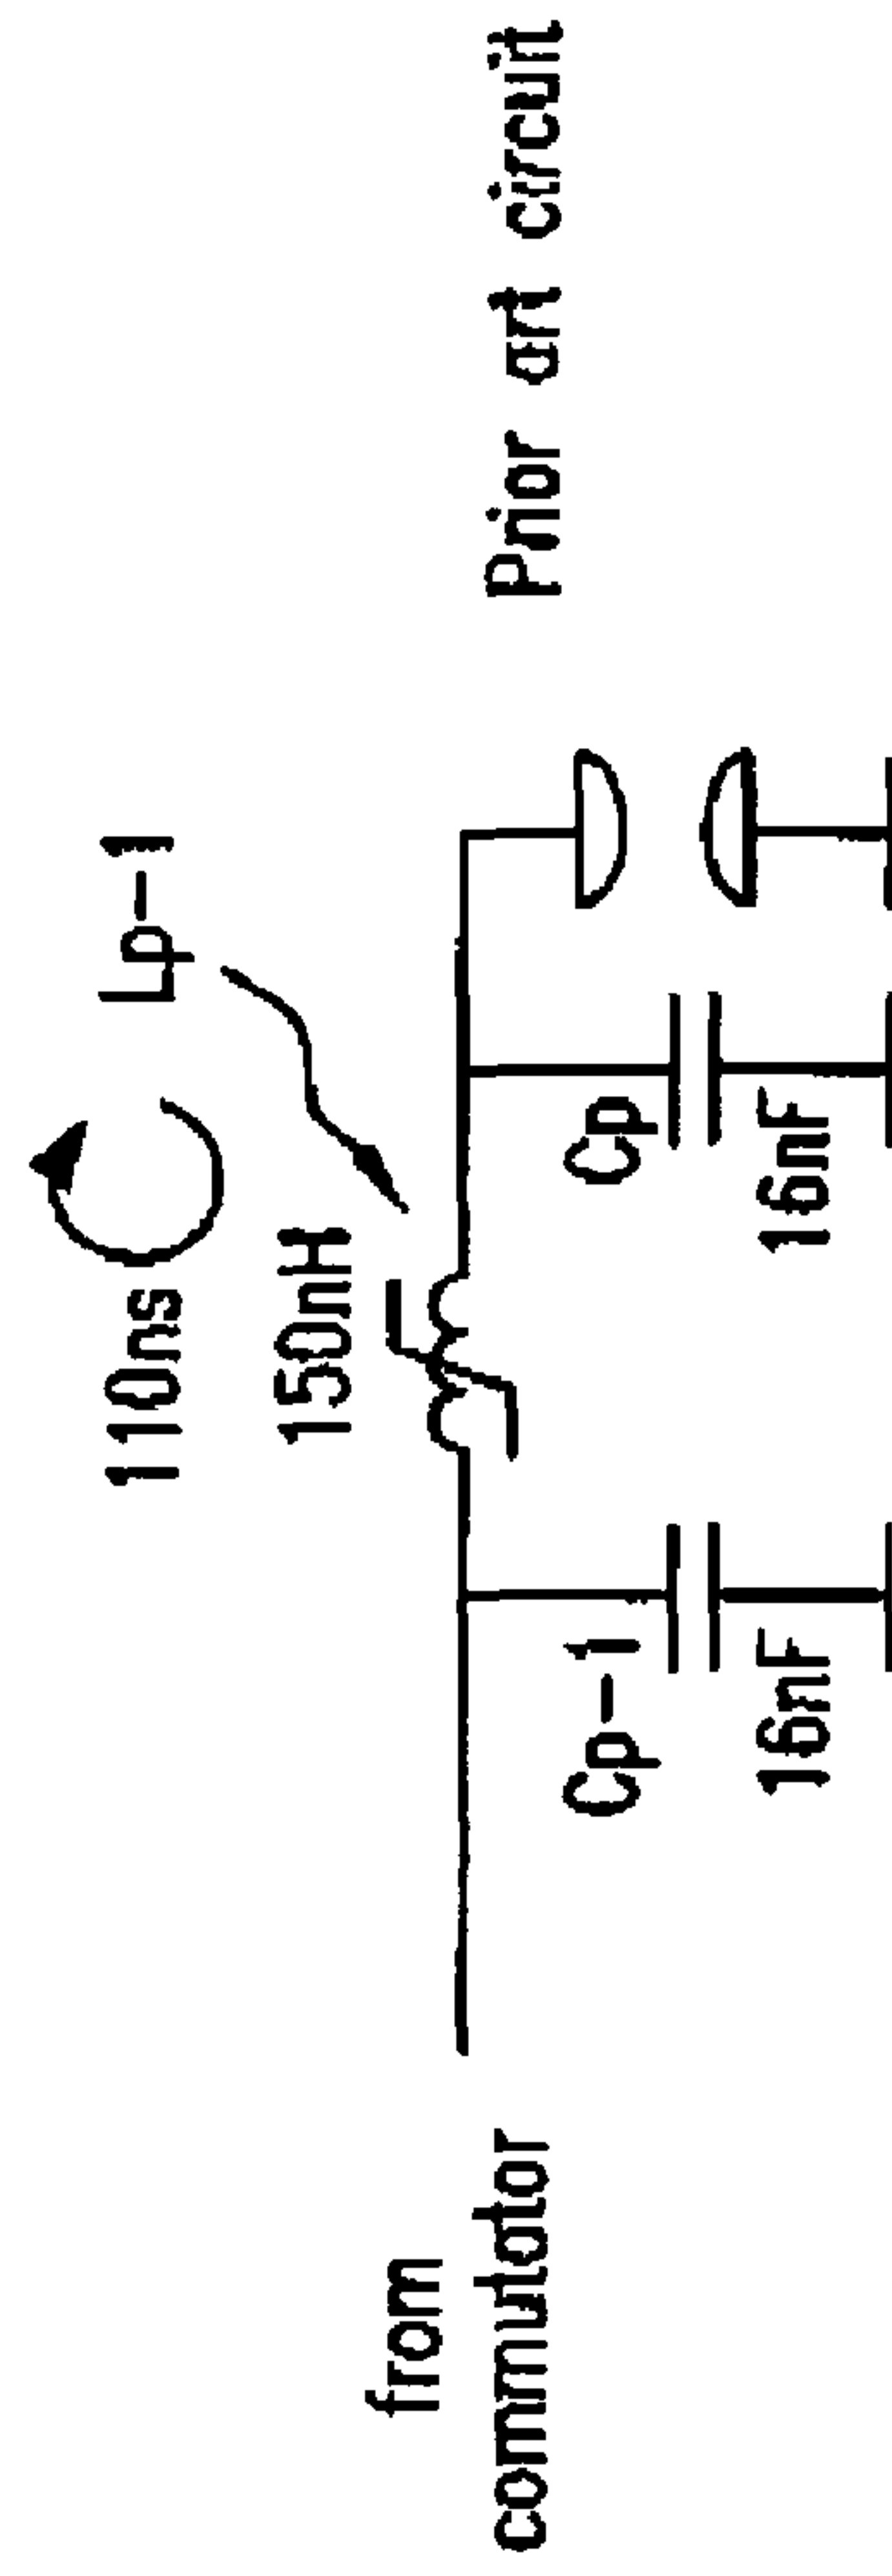 110ns
Lp-1
150nH
from
commutator
Cp-1
16nF
Cp
16nF
Prior art circuit